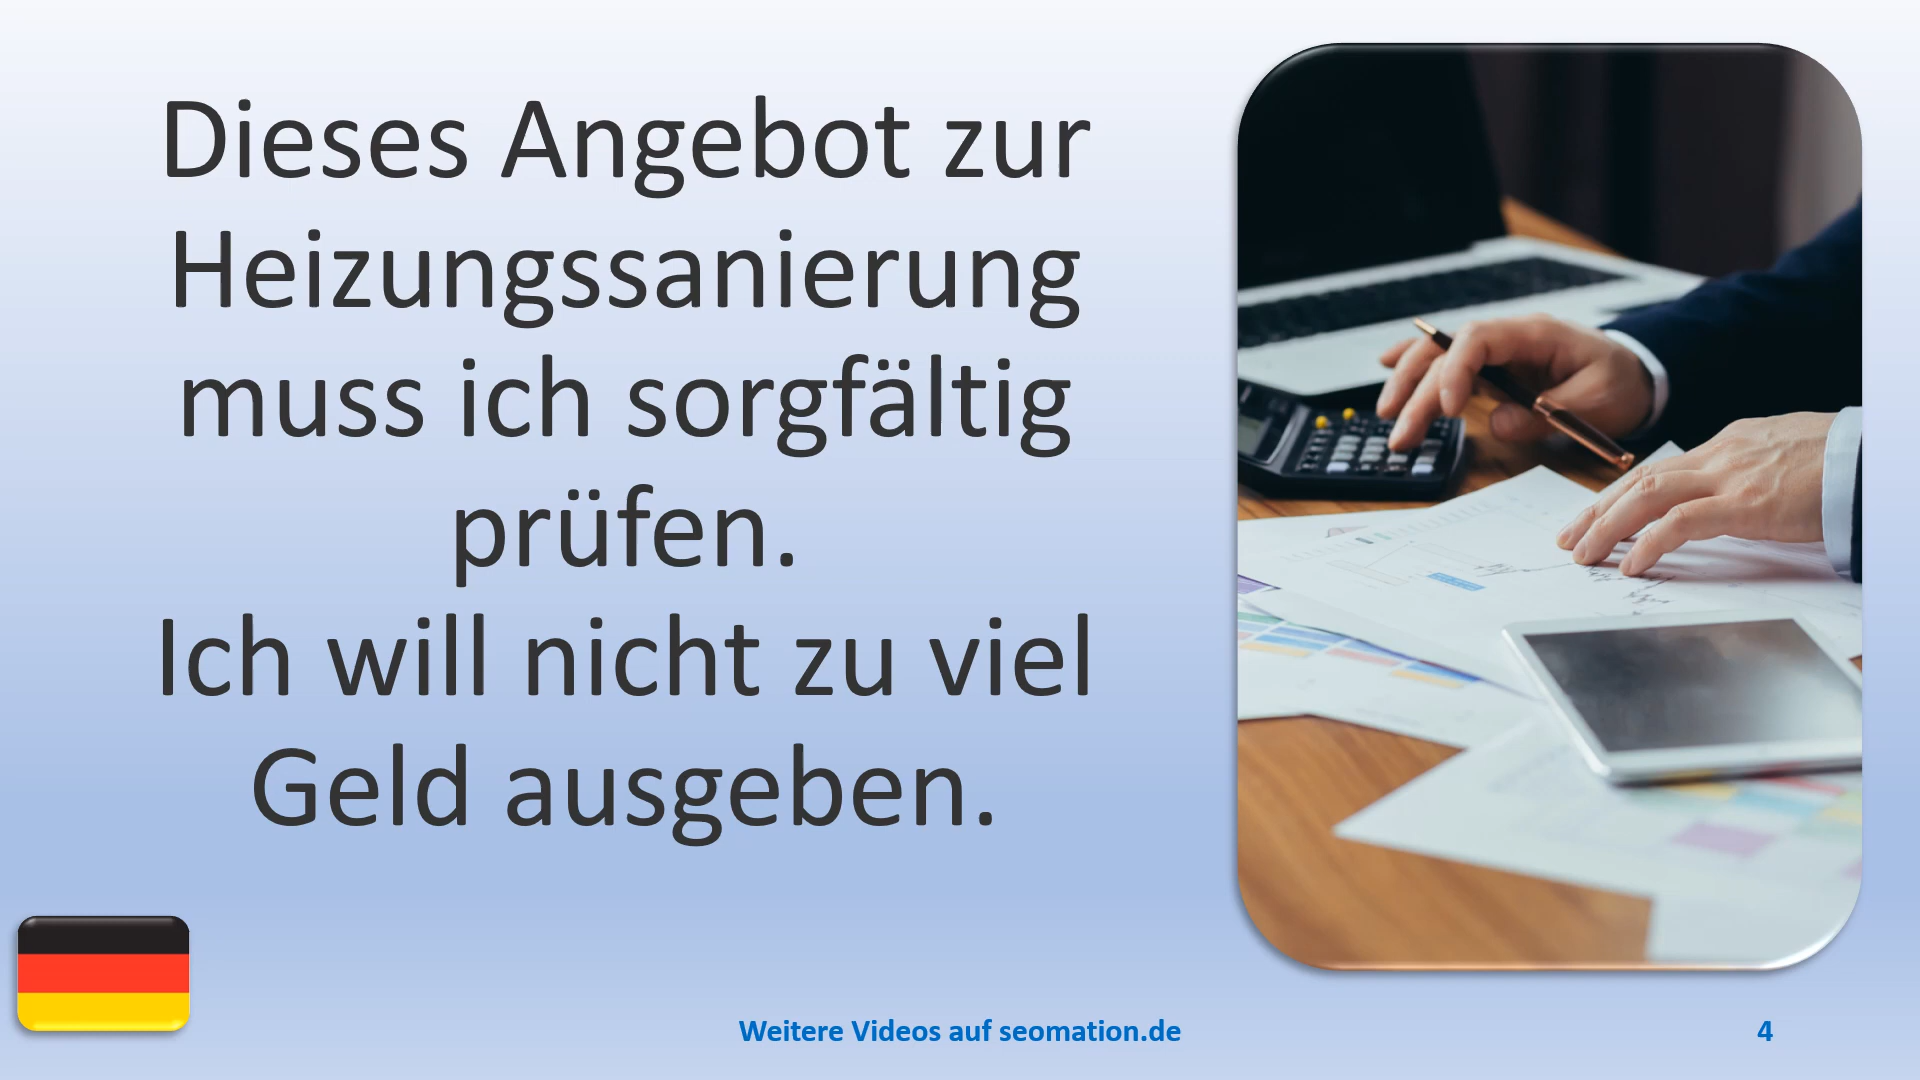 Dieses Angebot zur
Heizungssanierung
muss ich sorgfältig
prüfen.
Ich will nicht zu viel
Geld ausgeben.
Weitere Videos auf seomation.de
4